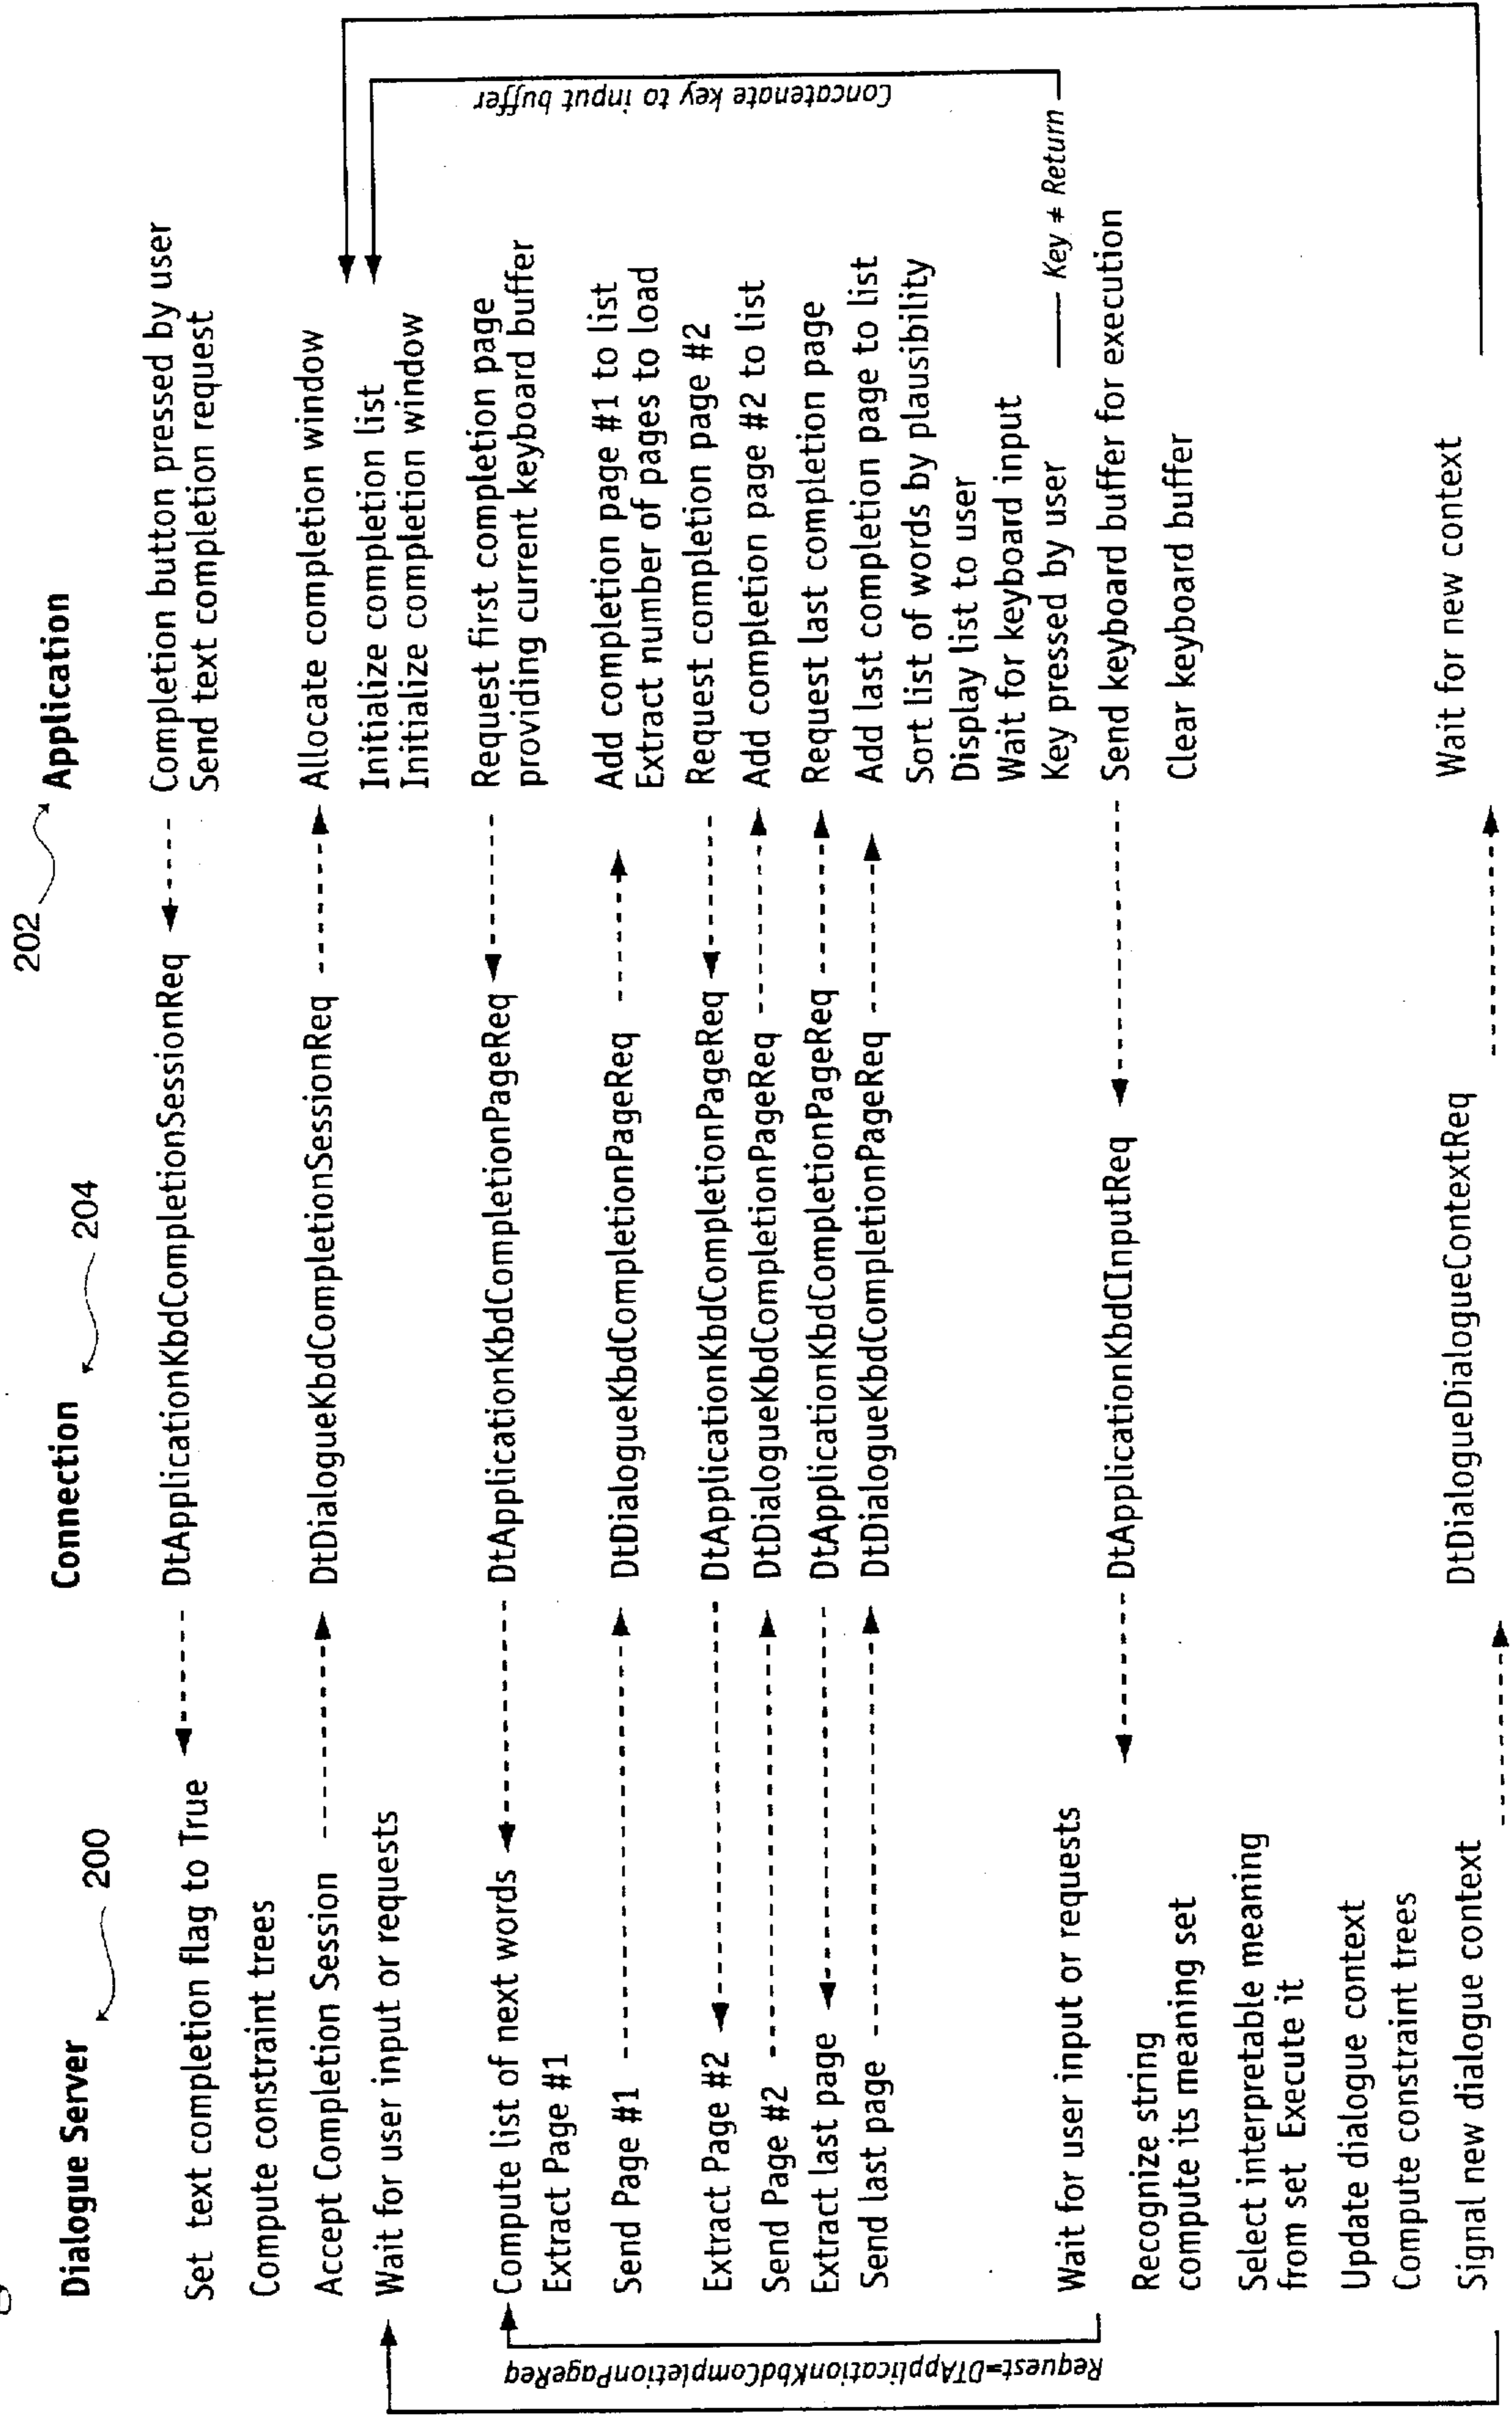 Dialogue Server
200
Connection
204
202
Application
Set text completion flag to True
DtApplicationKbdCompletionSessionReq
Completion button pressed by user
Send text completion request
Compute constraint trees
Accept Completion Session
DtDialogueKbdCompletionSessionReq
Allocate completion window
Wait for user input or requests
Initialize completion list
Initialize completion window
Compute list of next words
DtApplicationKbdCompletionPageReq
Request first completion page
providing current keyboard buffer
Extract Page #1
Send Page #1
DtDialogueKbdCompletionPageReq
Add completion page #1 to list
Extract number of pages to load
Extract Page #2
DtApplicationKbdCompletionPageReq
Request completion page #2
Send Page #2
DtDialogueKbdCompletionPageReq
Add completion page #2 to list
Extract last page
DtApplicationKbdCompletionPageReq
Request last completion page
Send last page
DtDialogueKbdCompletionPageReq
Add last completion page to list
Sort list of words by plausibility
Display list to user
Wait for keyboard input
Key pressed by user
Key ≠ Return
Concatenate key to input buffer
Wait for user input or requests
Request=DTApplicationKbdCompletionPageReq
DtApplicationKbdCInputReq
Send keyboard buffer for execution
Recognize string
compute its meaning set
Clear keyboard buffer
Select interpretable meaning
from set Execute it
Update dialogue context
Compute constraint trees
Signal new dialogue context
DtDialogueDialogueContextReq
Wait for new context